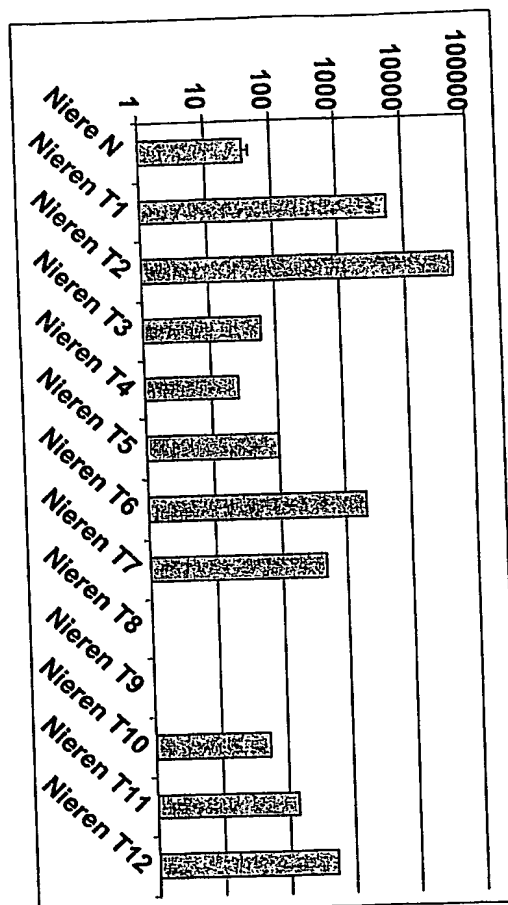 100000
10000
1000
100
10
1
Niere N
Nieren T1
Nieren T2
Nieren T3
Nieren T4
Nieren T5
Nieren T6
Nieren T7
Nieren T8
Nieren T9
Nieren T10
Nieren T11
Nieren T12